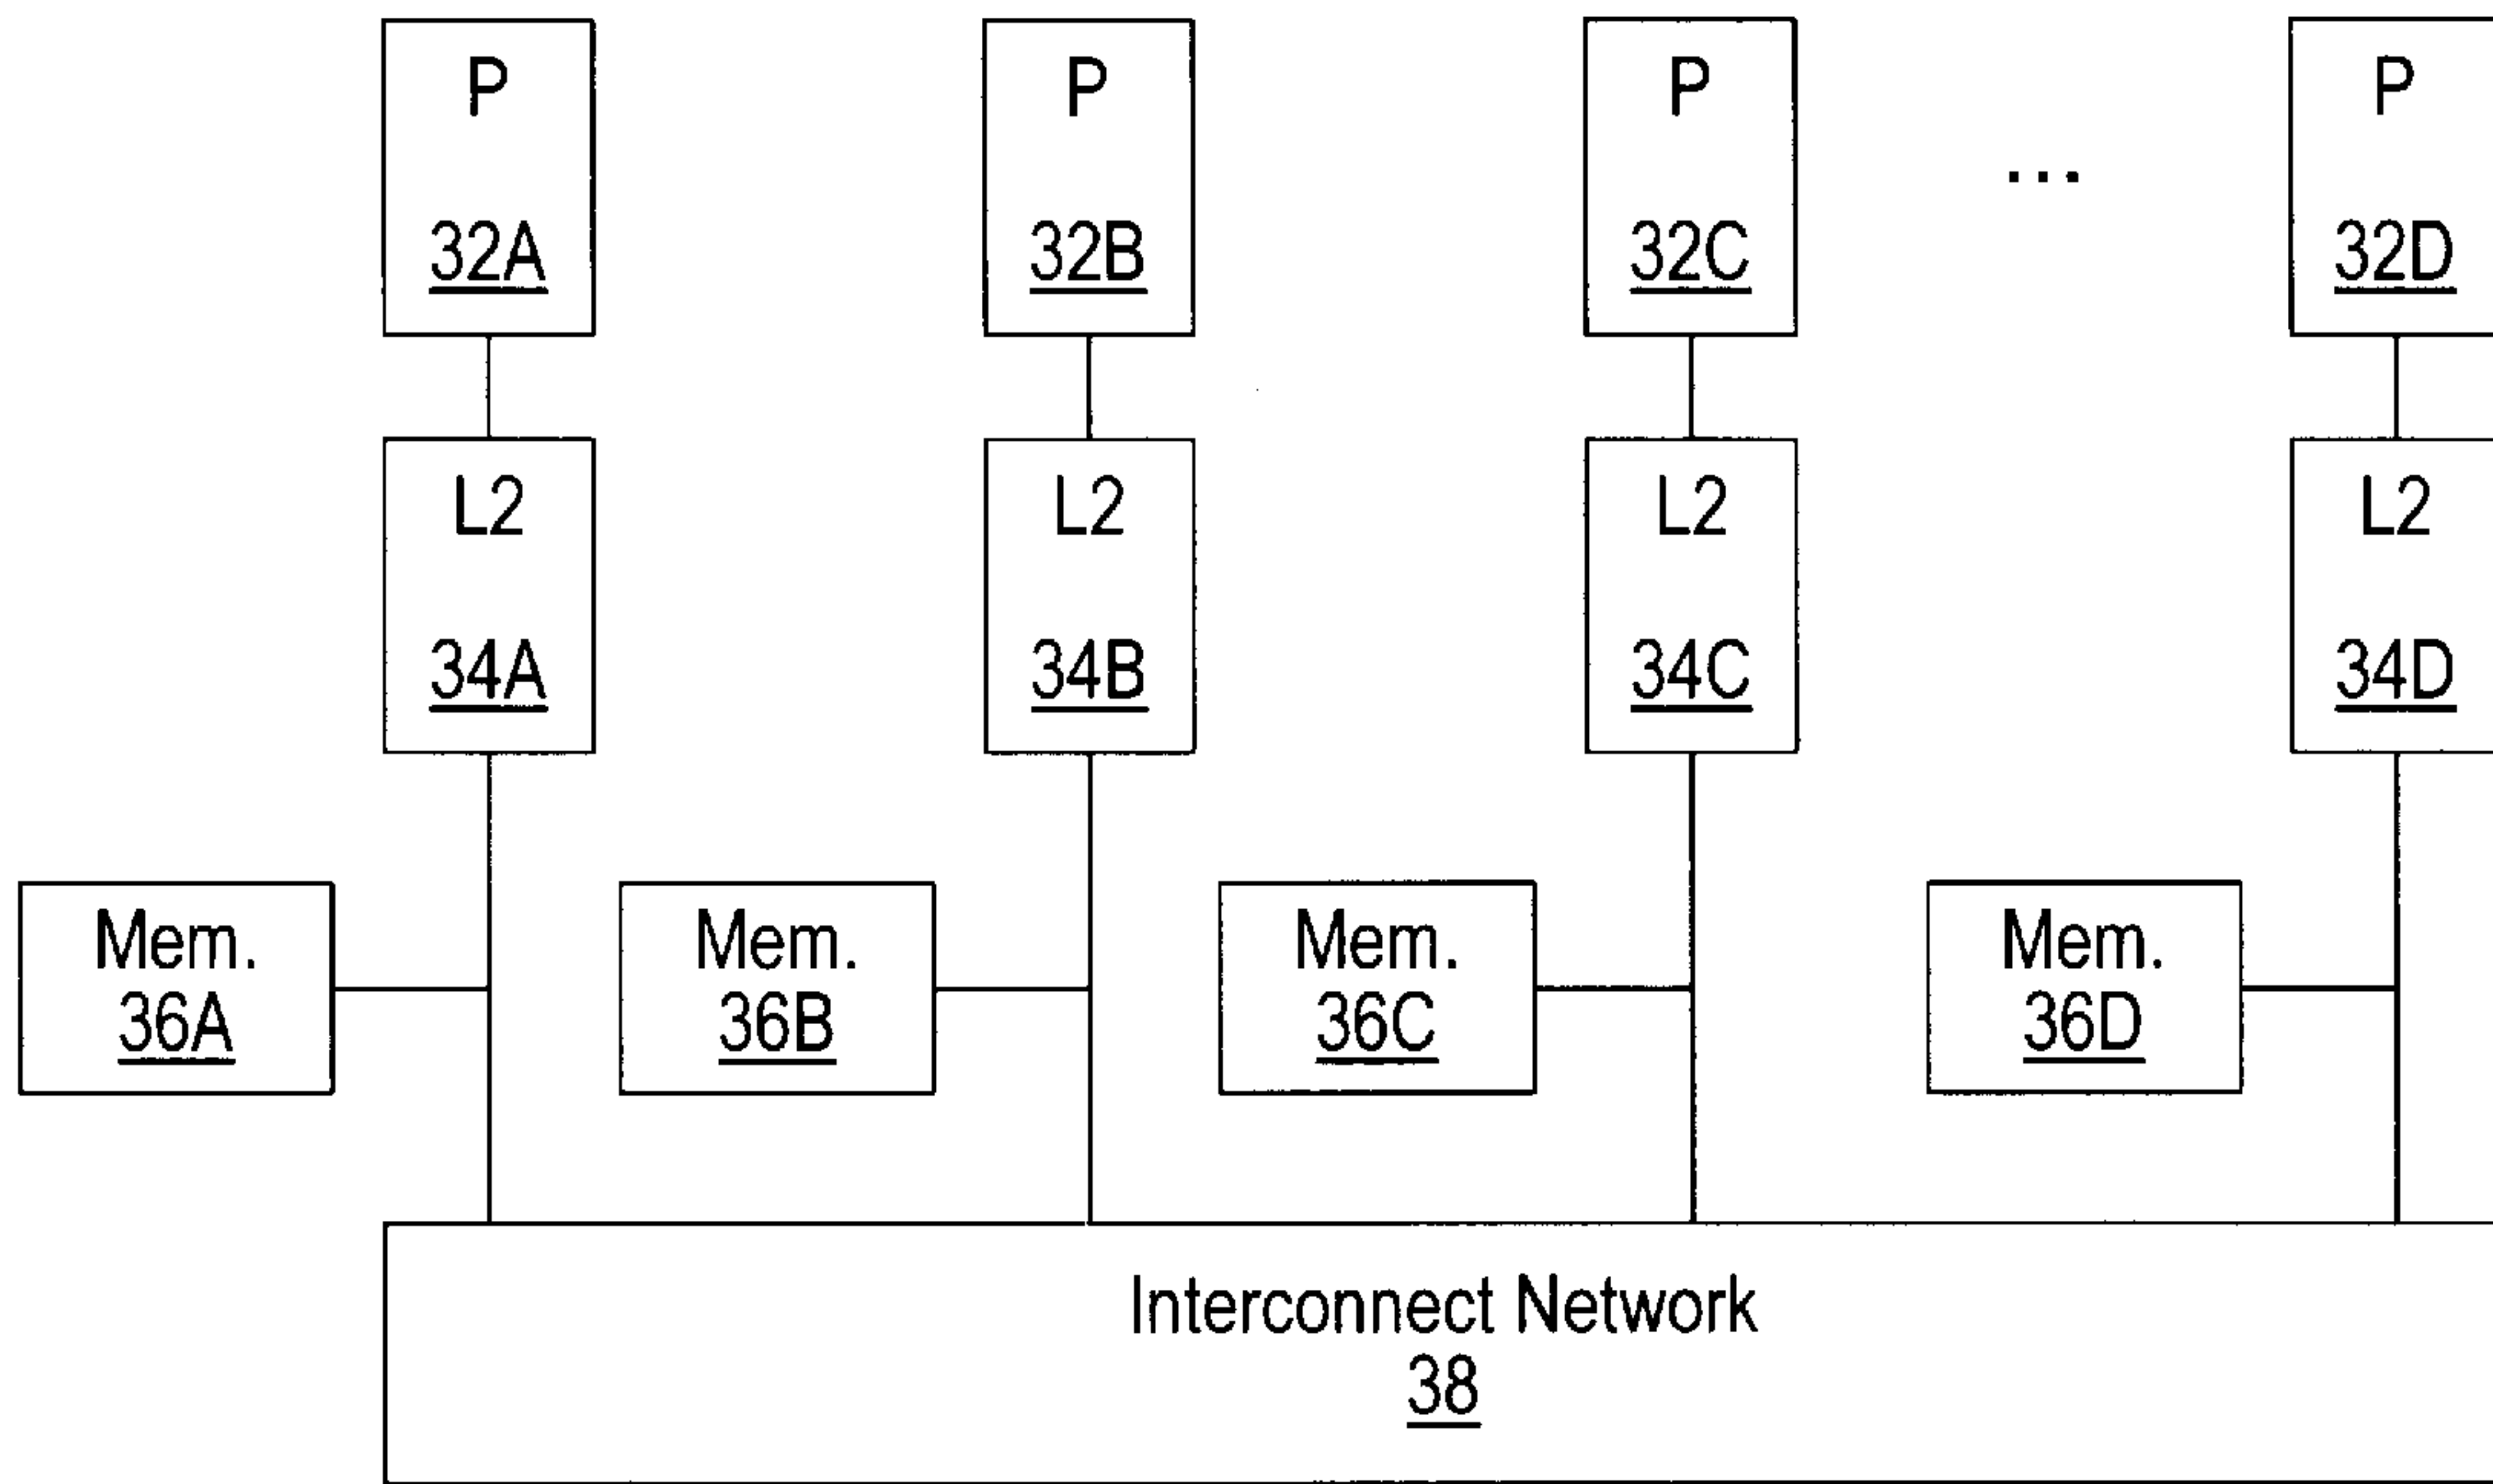 P
32A
P
32B
P
32C
...
P
32D
L2
34A
L2
34B
L2
34C
L2
34D
Mem.
36A
Mem.
36B
Mem.
36C
Mem.
36D
Interconnect Network
38